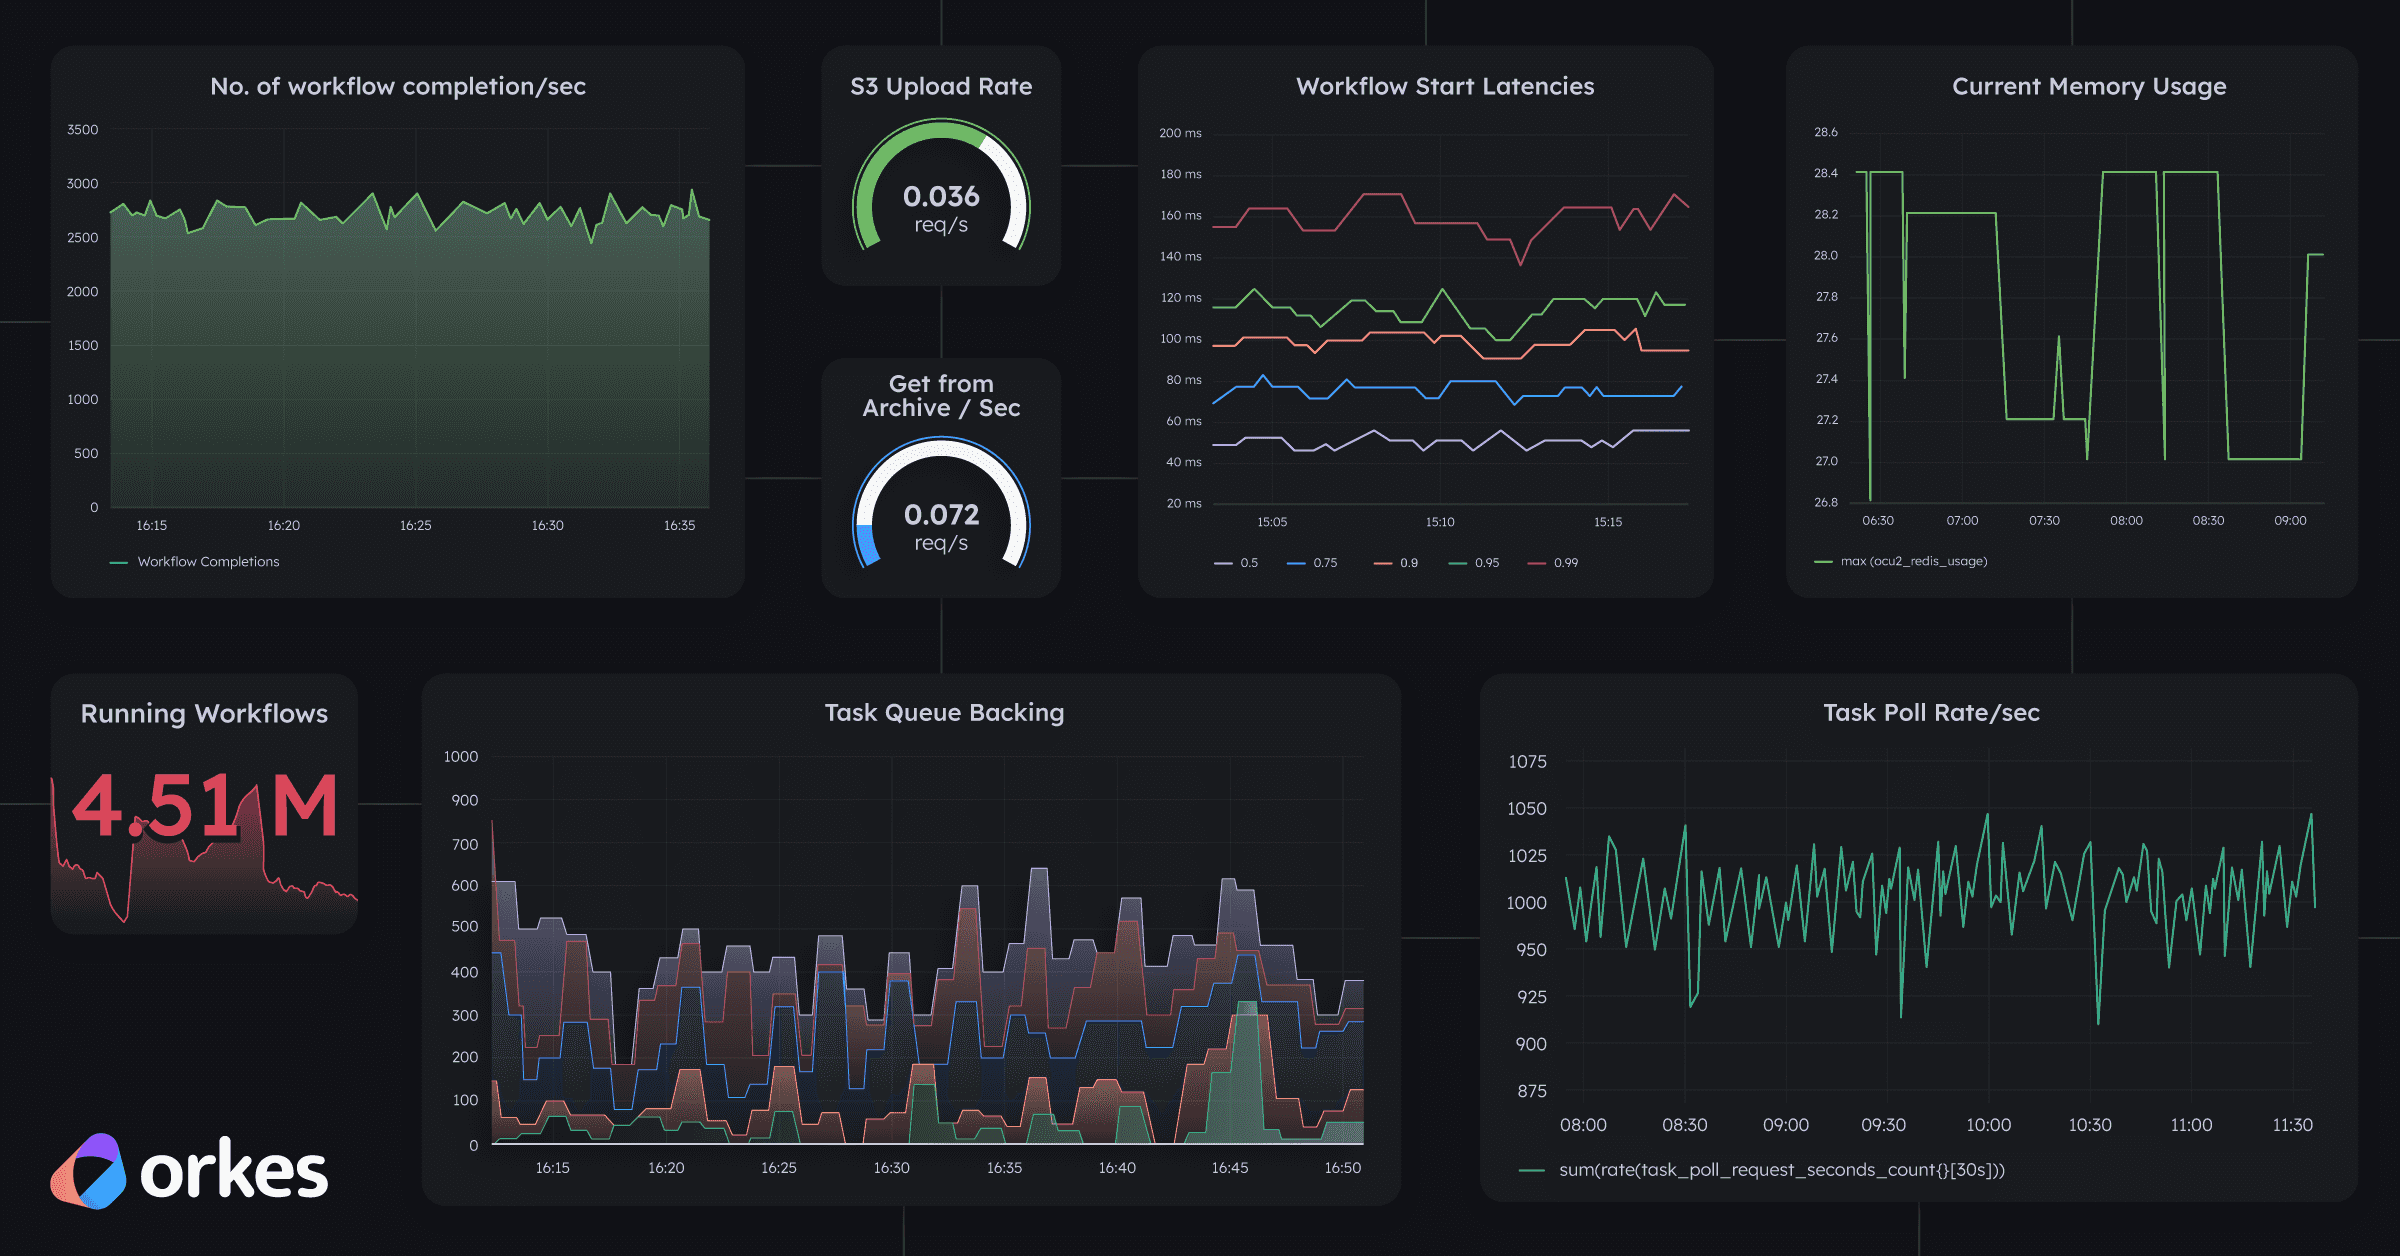 No. of workflow completion/sec
3500
3000
2500
2000
1500
1000
500
0
16:15 16:20 16:25 16:30 16:35
Workflow Completions
S3 Upload Rate
0.036
req/s
Get from
Archive / Sec
0.072
req/s
Workflow Start Latencies
200 ms
180 ms
160 ms
140 ms
120 ms
100 ms
80 ms
60 ms
40 ms
20 ms
15:05 15:10 15:15
0.5 0.75 0.9 0.95 0.99
Current Memory Usage
28.6
28.4
28.2
28.0
27.8
27.6
27.4
27.2
27.0
26.8
06:30 07:00 07:30 08:00 08:30 09:00
max (ocu2_redis_usage)
Running Workflows
4.51 M
Task Queue Backing
1000
900
700
600
500
400
300
200
100
0
16:15 16:20 16:25 16:30 16:35 16:40 16:45 16:50
Task Poll Rate/sec
1075
1050
1025
1000
950
925
900
875
08:00 08:30 09:00 09:30 10:00 10:30 11:00 11:30
sum(rate(task_poll_request_seconds_count{}[30s]))
orkes